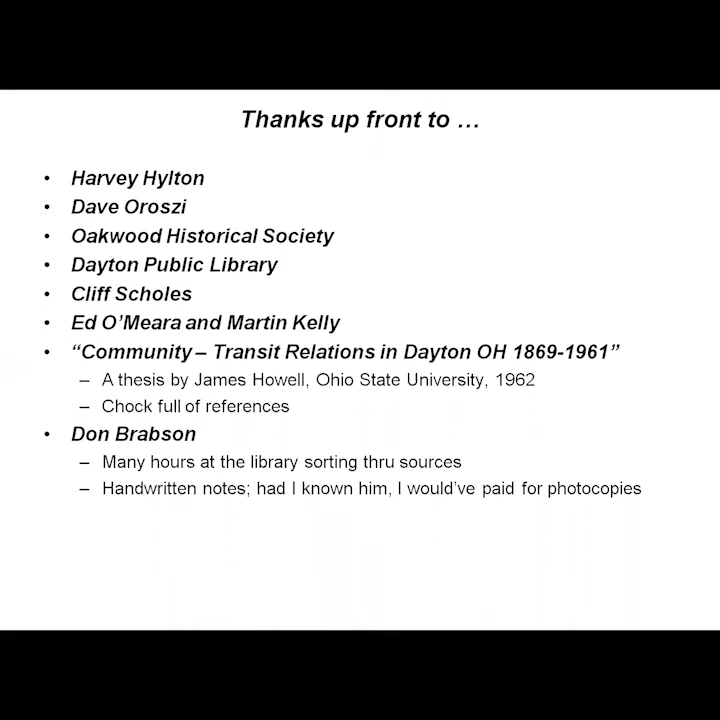 Thanks up front to …
• Harvey Hylton
• Dave Oroszi
• Oakwood Historical Society
• Dayton Public Library
• Cliff Scholes
• Ed O’Meara and Martin Kelly
• “Community – Transit Relations in Dayton OH 1869-1961”
– A thesis by James Howell, Ohio State University, 1962
– Chock full of references
• Don Brabson
– Many hours at the library sorting thru sources
– Handwritten notes; had I known him, I would’ve paid for photocopies